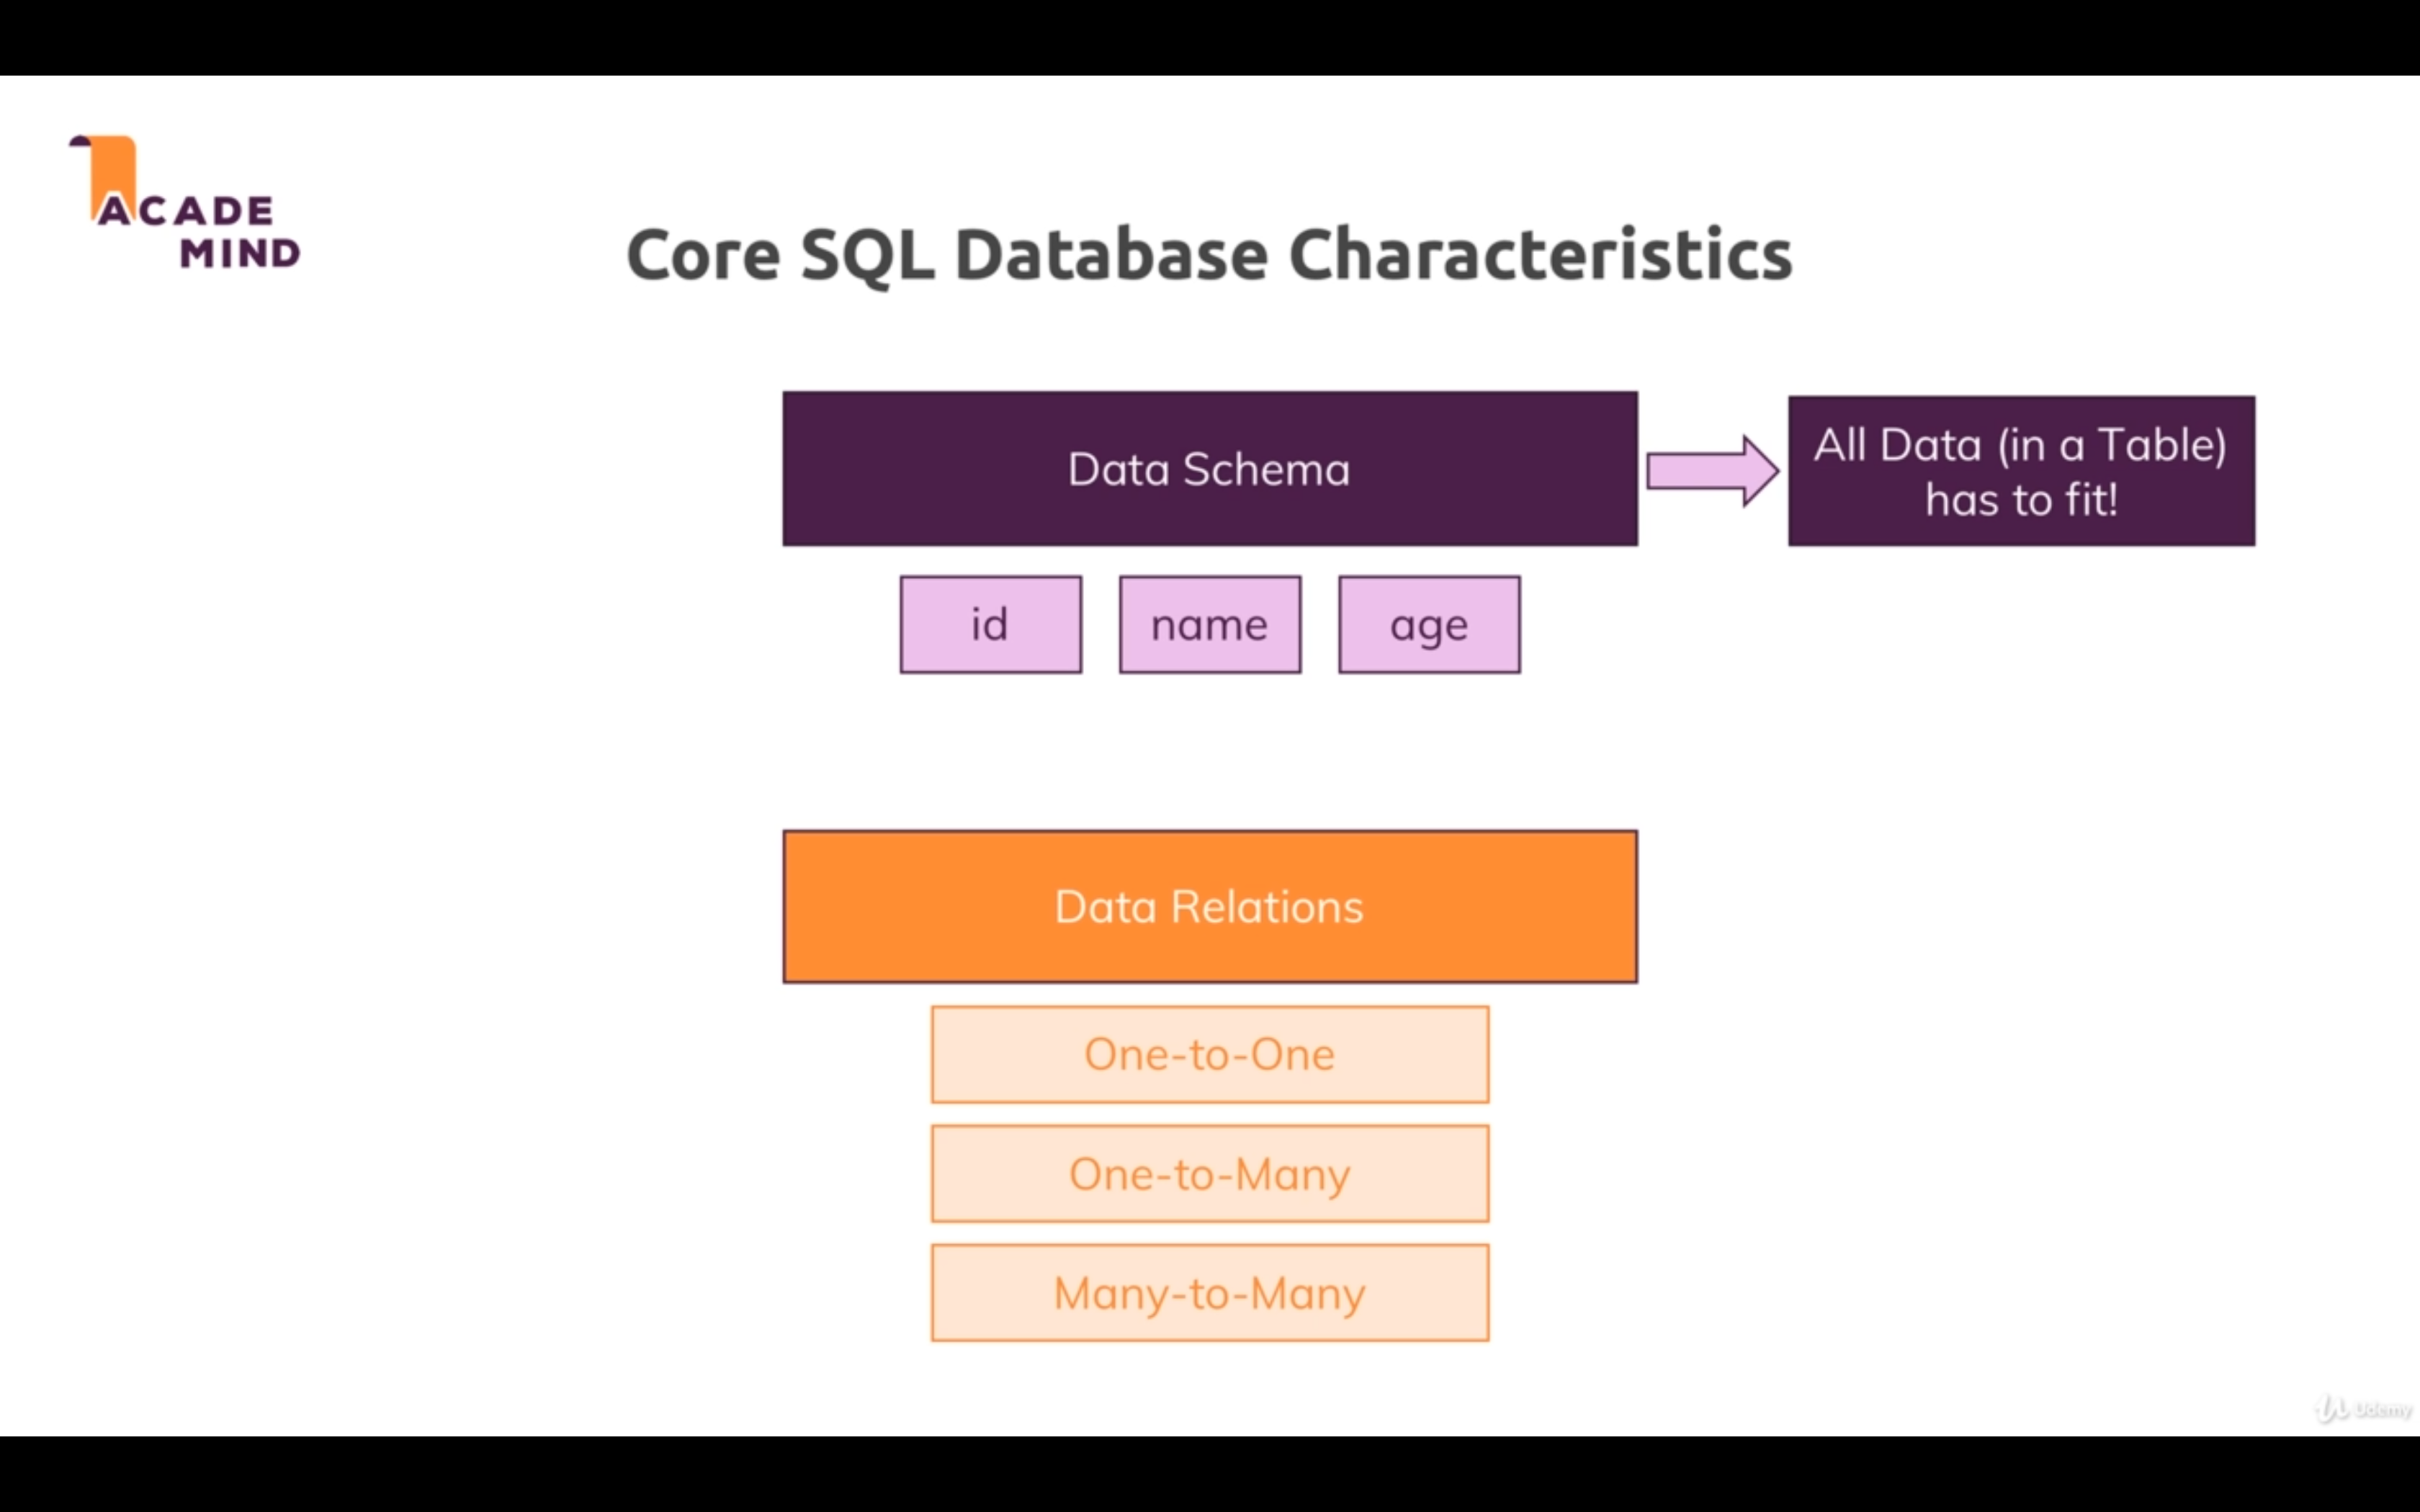 ACADE
MIND
Core SQL Database Characteristics
Data Schema
All Data (in a Table)
has to fit!
id
name
age
Data Relations
One-to-One
One-to-Many
Many-to-Many
Udemy